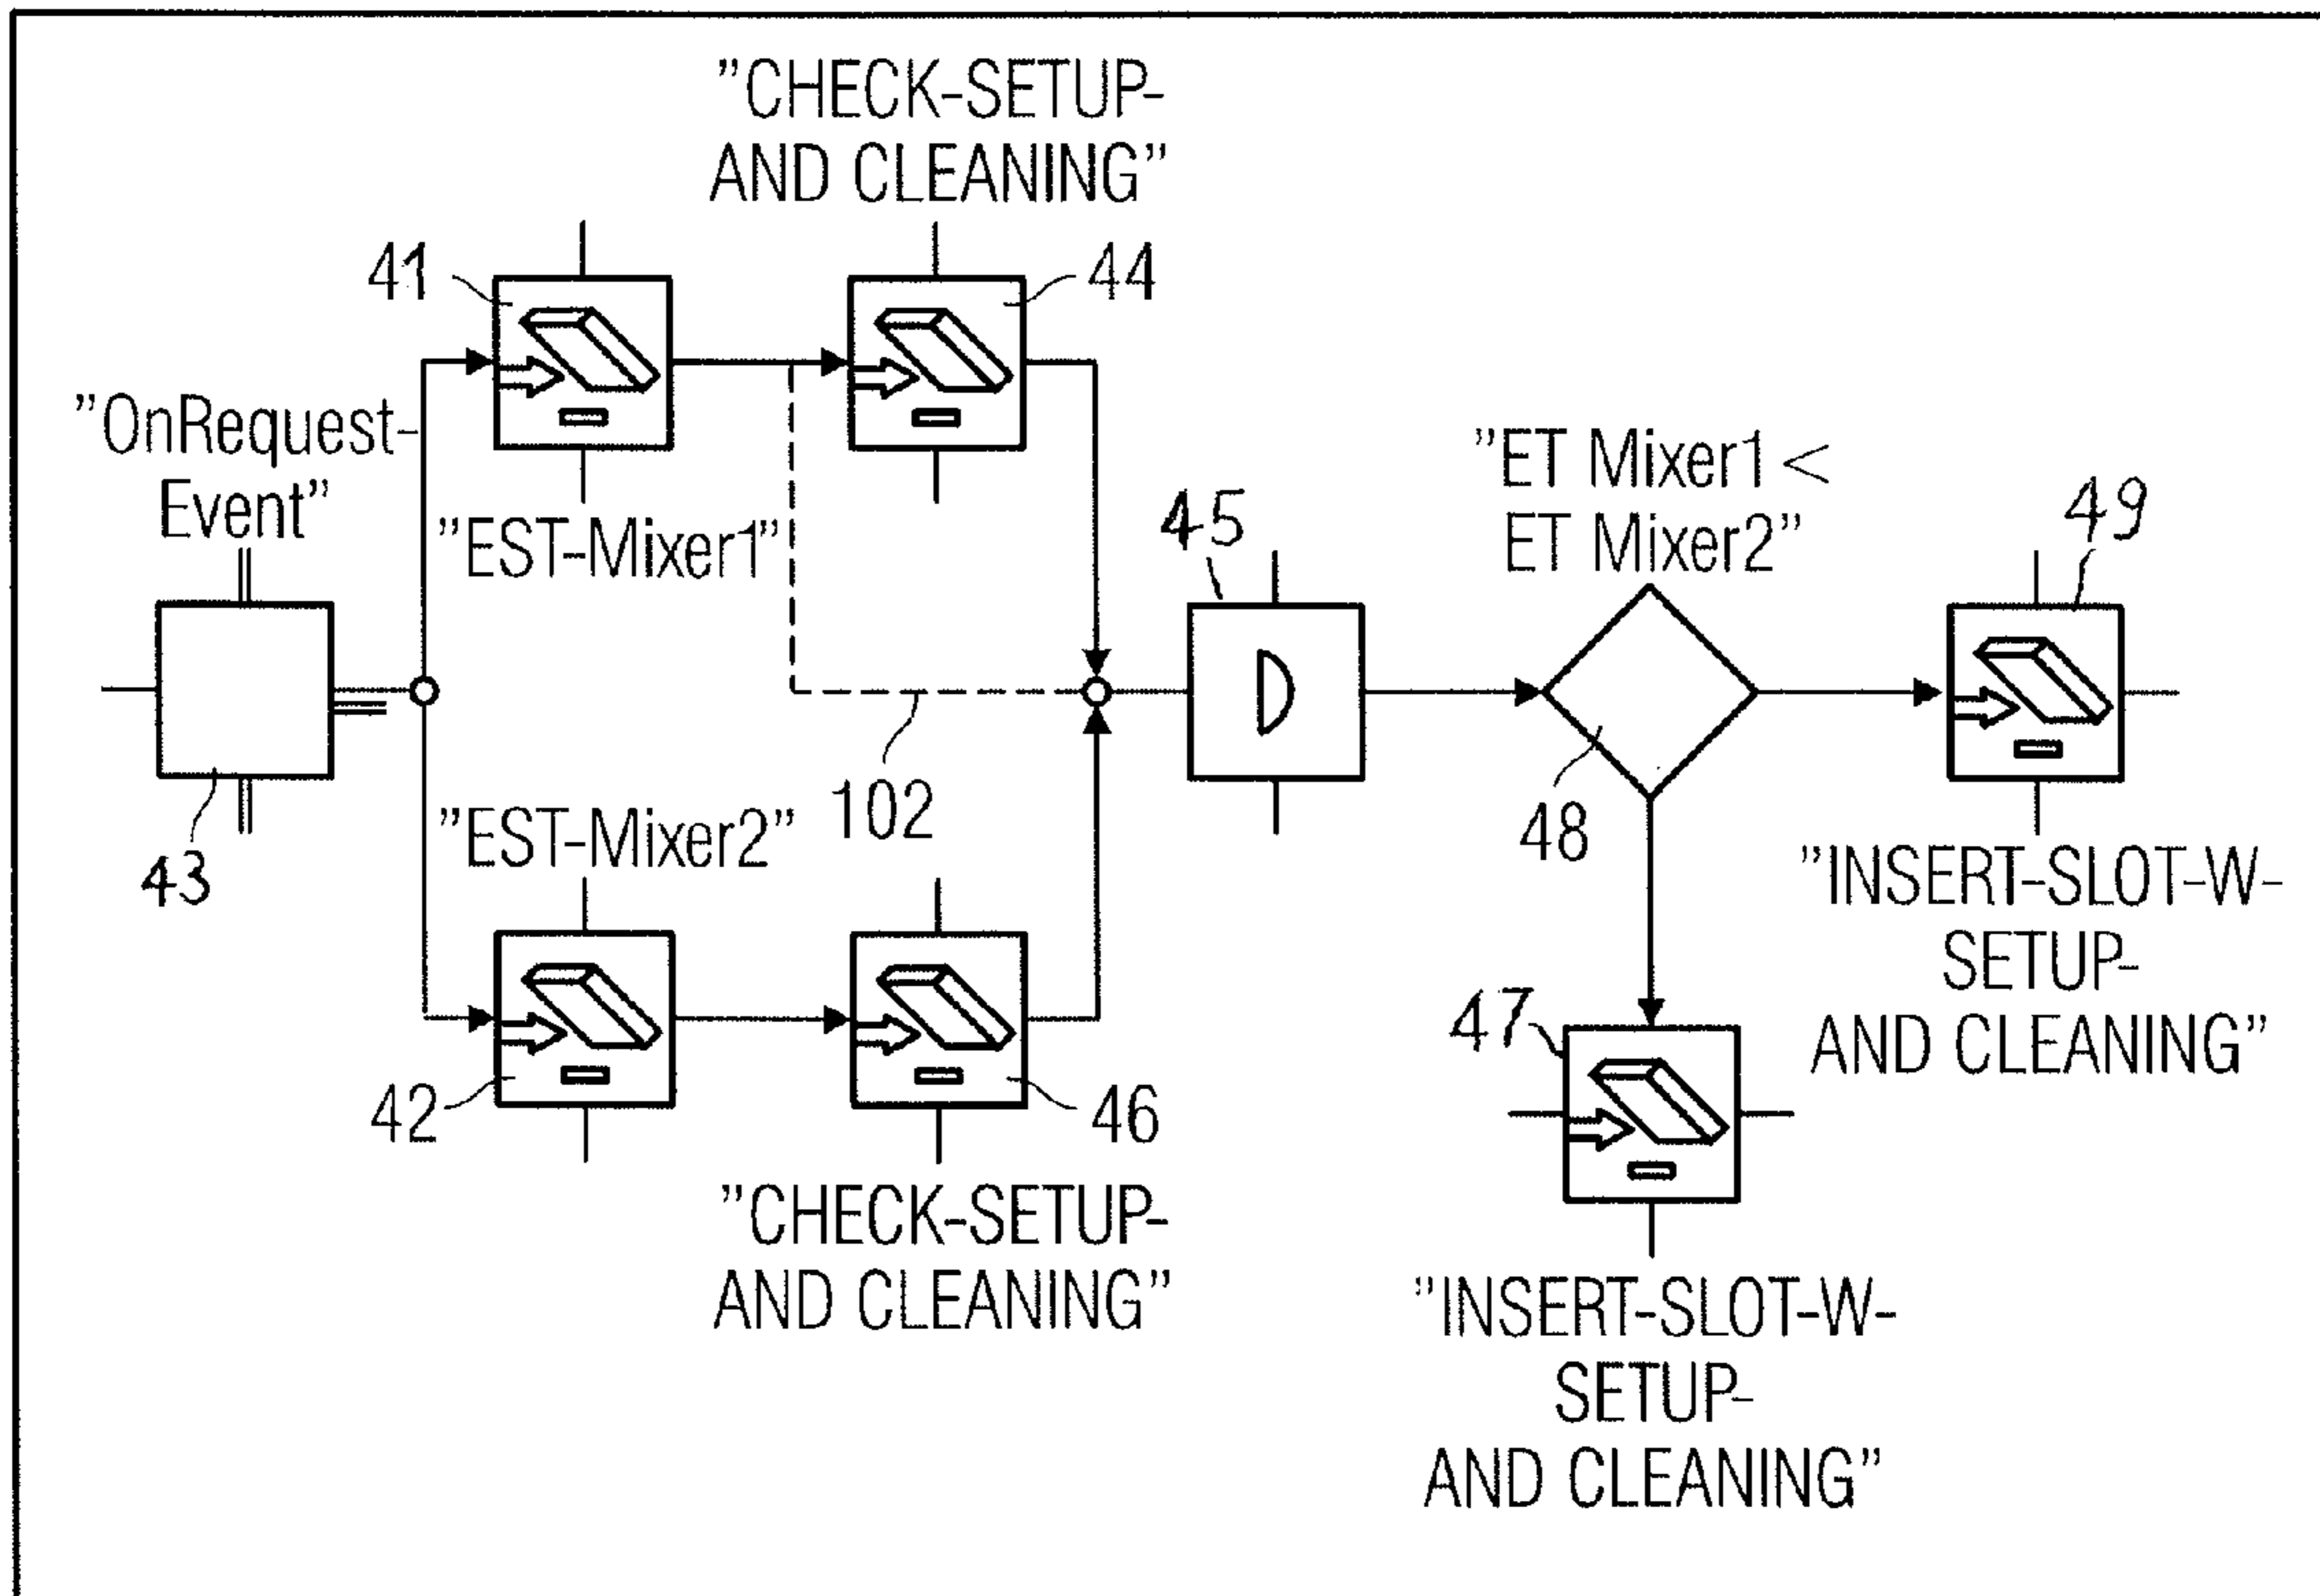 "CHECK-SETUP-
AND CLEANING"
41
44
"OnRequest-
Event"
"EST-Mixer1"
45
"ET Mixer1 <
ET Mixer2"
49
43
"EST-Mixer2"
102
48
"INSERT-SLOT-W-
SETUP-
AND CLEANING"
42
46
47
"CHECK-SETUP-
AND CLEANING"
"INSERT-SLOT-W-
SETUP-
AND CLEANING"